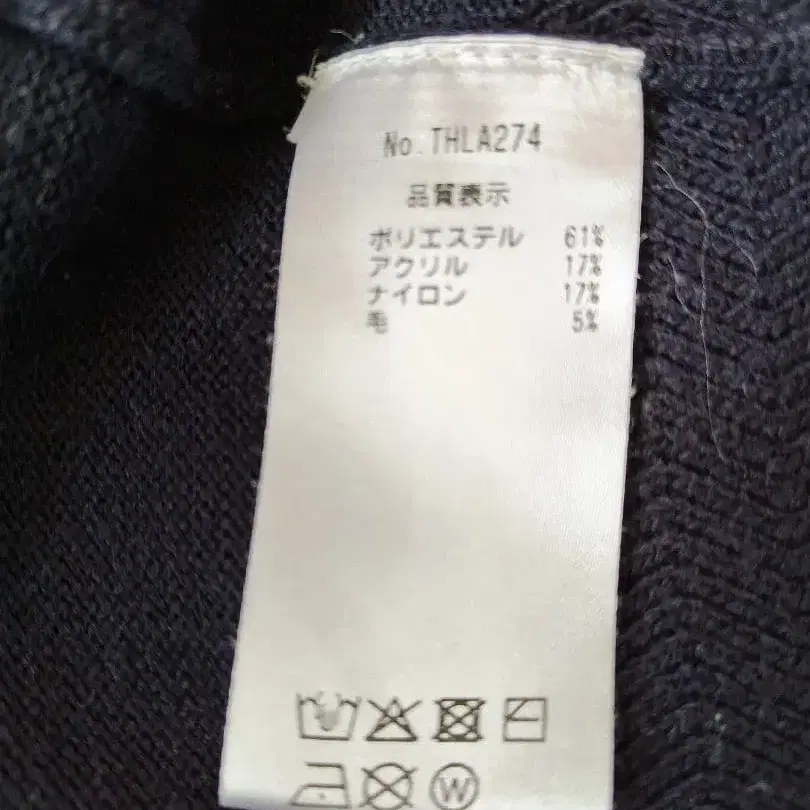 No.THLA274
品質表示
ポリエステル 61%
アクリル 17%
ナイロン 17%
毛 5%
W